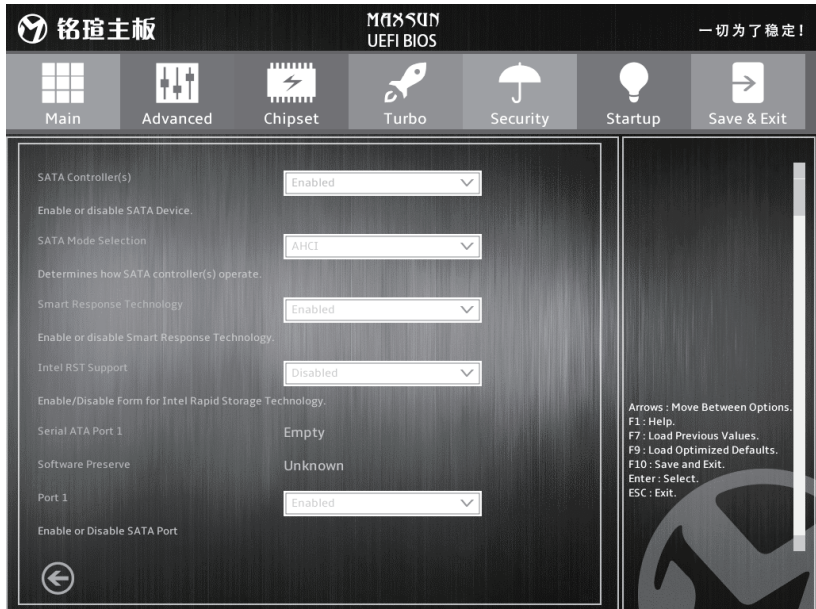 铭瑄主板
MAXSUN
UEFI BIOS
一切为了稳定!
Main
Advanced
Chipset
Turbo
Security
Startup
Save & Exit
SATA Controller(s)
Enabled
Enable or disable SATA Device.
SATA Mode Selection
AHCI
Determines how SATA controller(s) operate.
Smart Response Technology
Enabled
Enable or disable Smart Response Technology.
Intel RST Support
Disabled
Enable/Disable Form for Intel Rapid Storage Technology.
Serial ATA Port 1
Empty
Software Preserve
Unknown
Port 1
Enabled
Enable or Disable SATA Port
Arrows : Move Between Options.
F1 : Help.
F7 : Load Previous Values.
F9 : Load Optimized Defaults.
F10 : Save and Exit.
Enter : Select.
ESC : Exit.